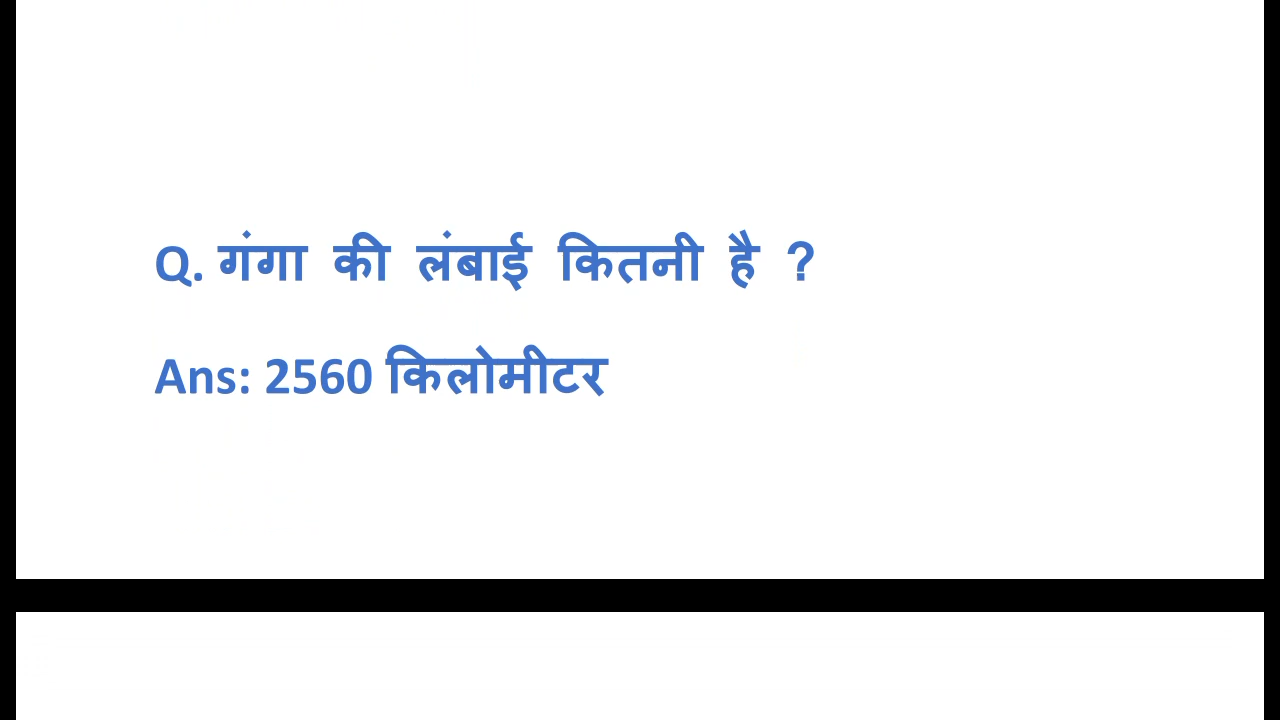 Q. गंगा की लंबाई कितनी है ?
Ans: 2560 किलोमीटर